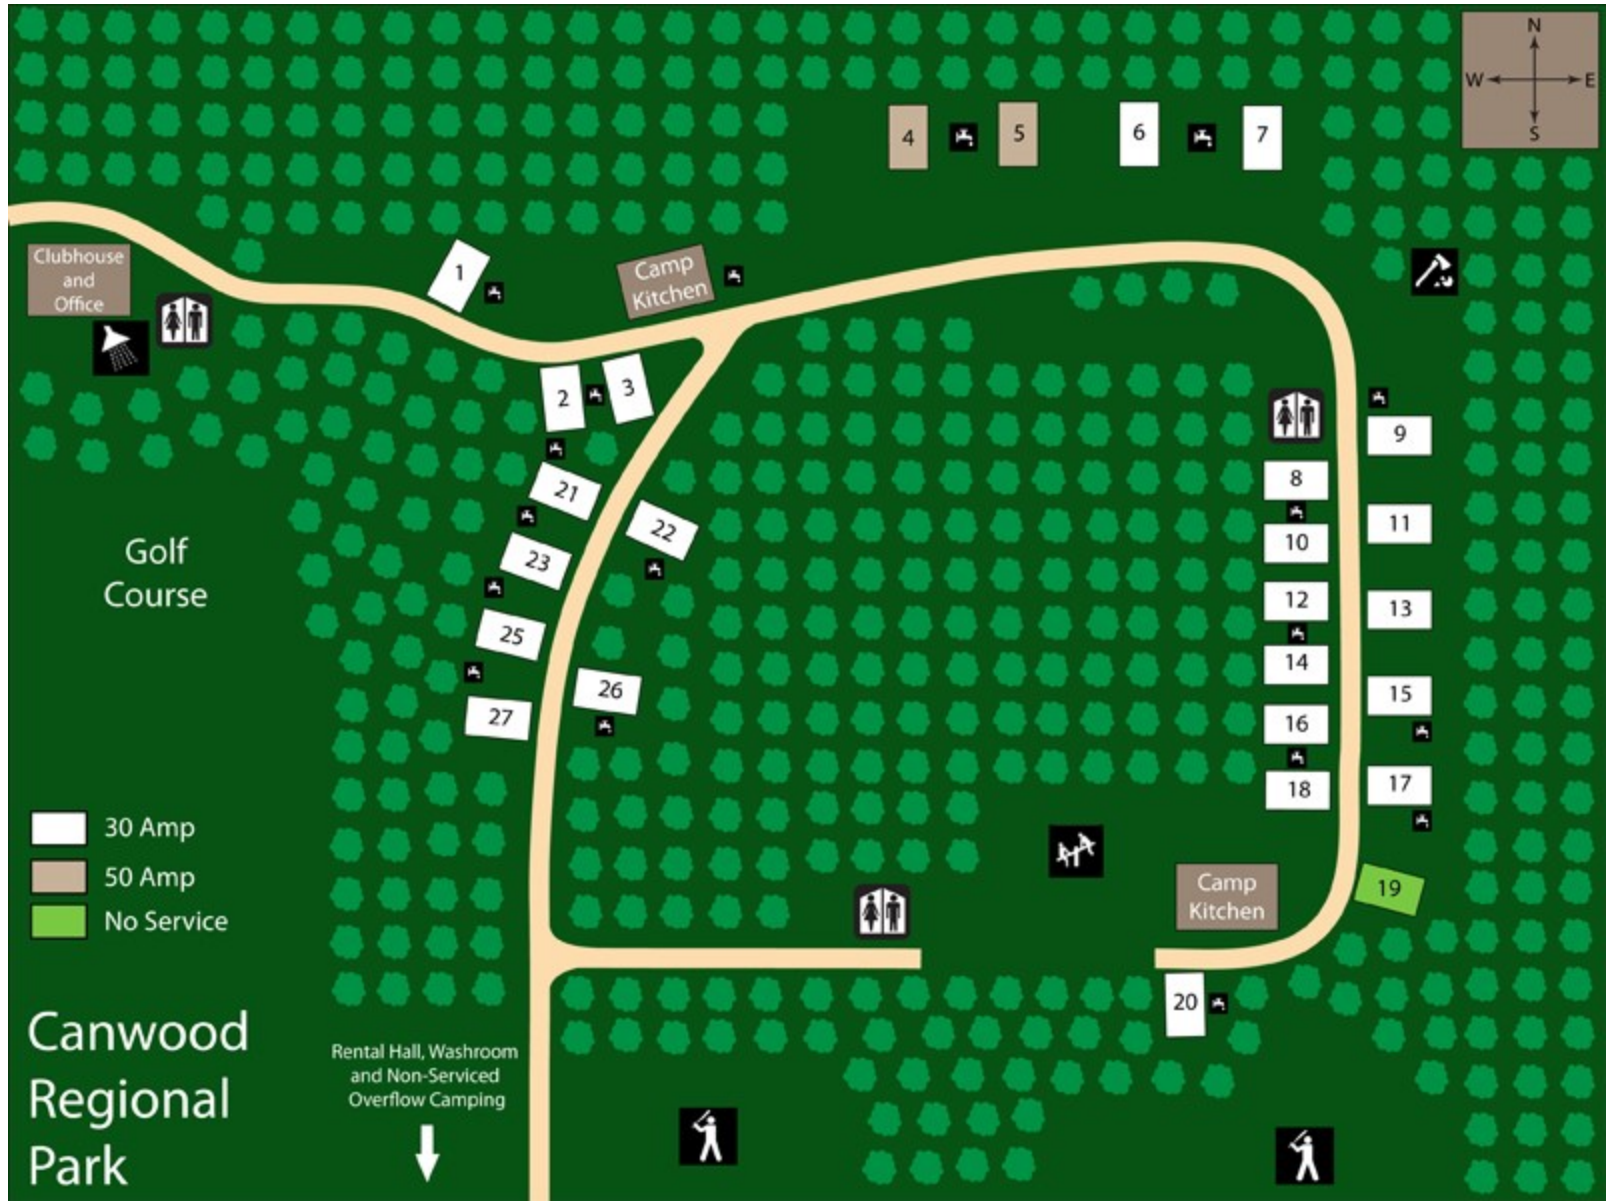 N
W
E
S
4
5
6
7
Clubhouse
and
Office
1
Camp
Kitchen
2
3
9
8
21
22
11
10
23
Golf
Course
12
13
25
14
26
15
27
16
17
18
30 Amp
50 Amp
No Service
Camp
Kitchen
19
20
Canwood
Regional
Park
Rental Hall, Washroom
and Non-Serviced
Overflow Camping